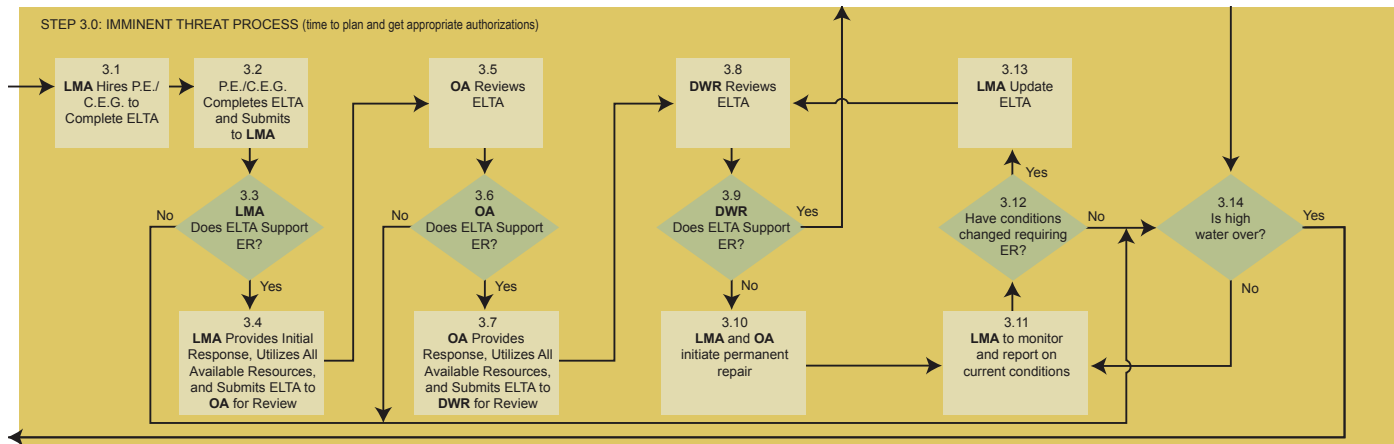 STEP 3.0: IMMINENT THREAT PROCESS (time to plan and get appropriate authorizations)
3.1
LMA Hires P.E./
C.E.G. to
Complete ELTA
3.2
P.E./C.E.G.
Completes ELTA
and Submits
to LMA
3.3
LMA
Does ELTA Support
ER?
No
Yes
3.4
LMA Provides Initial
Response, Utilizes All
Available Resources,
and Submits ELTA to
OA for Review
3.5
OA Reviews
ELTA
3.6
OA
Does ELTA Support
ER?
No
Yes
3.7
OA Provides
Response, Utilizes All
Available Resources,
and Submits ELTA to
DWR for Review
3.8
DWR Reviews
ELTA
3.9
DWR
Does ELTA Support
ER?
Yes
No
3.10
LMA and OA
initiate permanent
repair
3.11
LMA to monitor
and report on
current conditions
3.12
Have conditions
changed requiring
ER?
Yes
No
3.13
LMA Update
ELTA
3.14
Is high
water over?
Yes
No